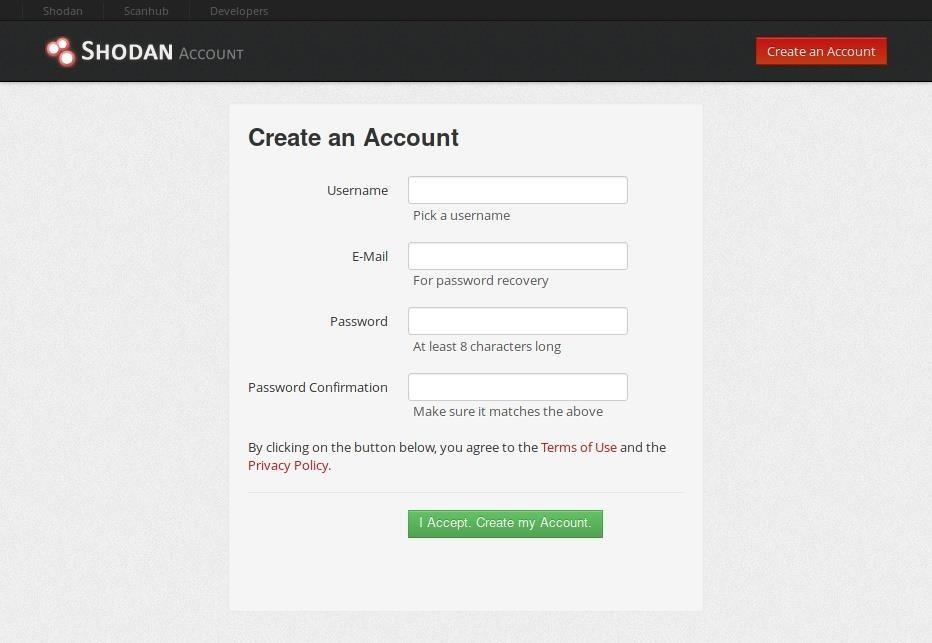 Shodan Scanhub Developers
SHODAN ACCOUNT
Create an Account
Create an Account
Username
Pick a username
E-Mail
For password recovery
Password
At least 8 characters long
Password Confirmation
Make sure it matches the above
By clicking on the button below, you agree to the Terms of Use and the
Privacy Policy.
I Accept. Create my Account.